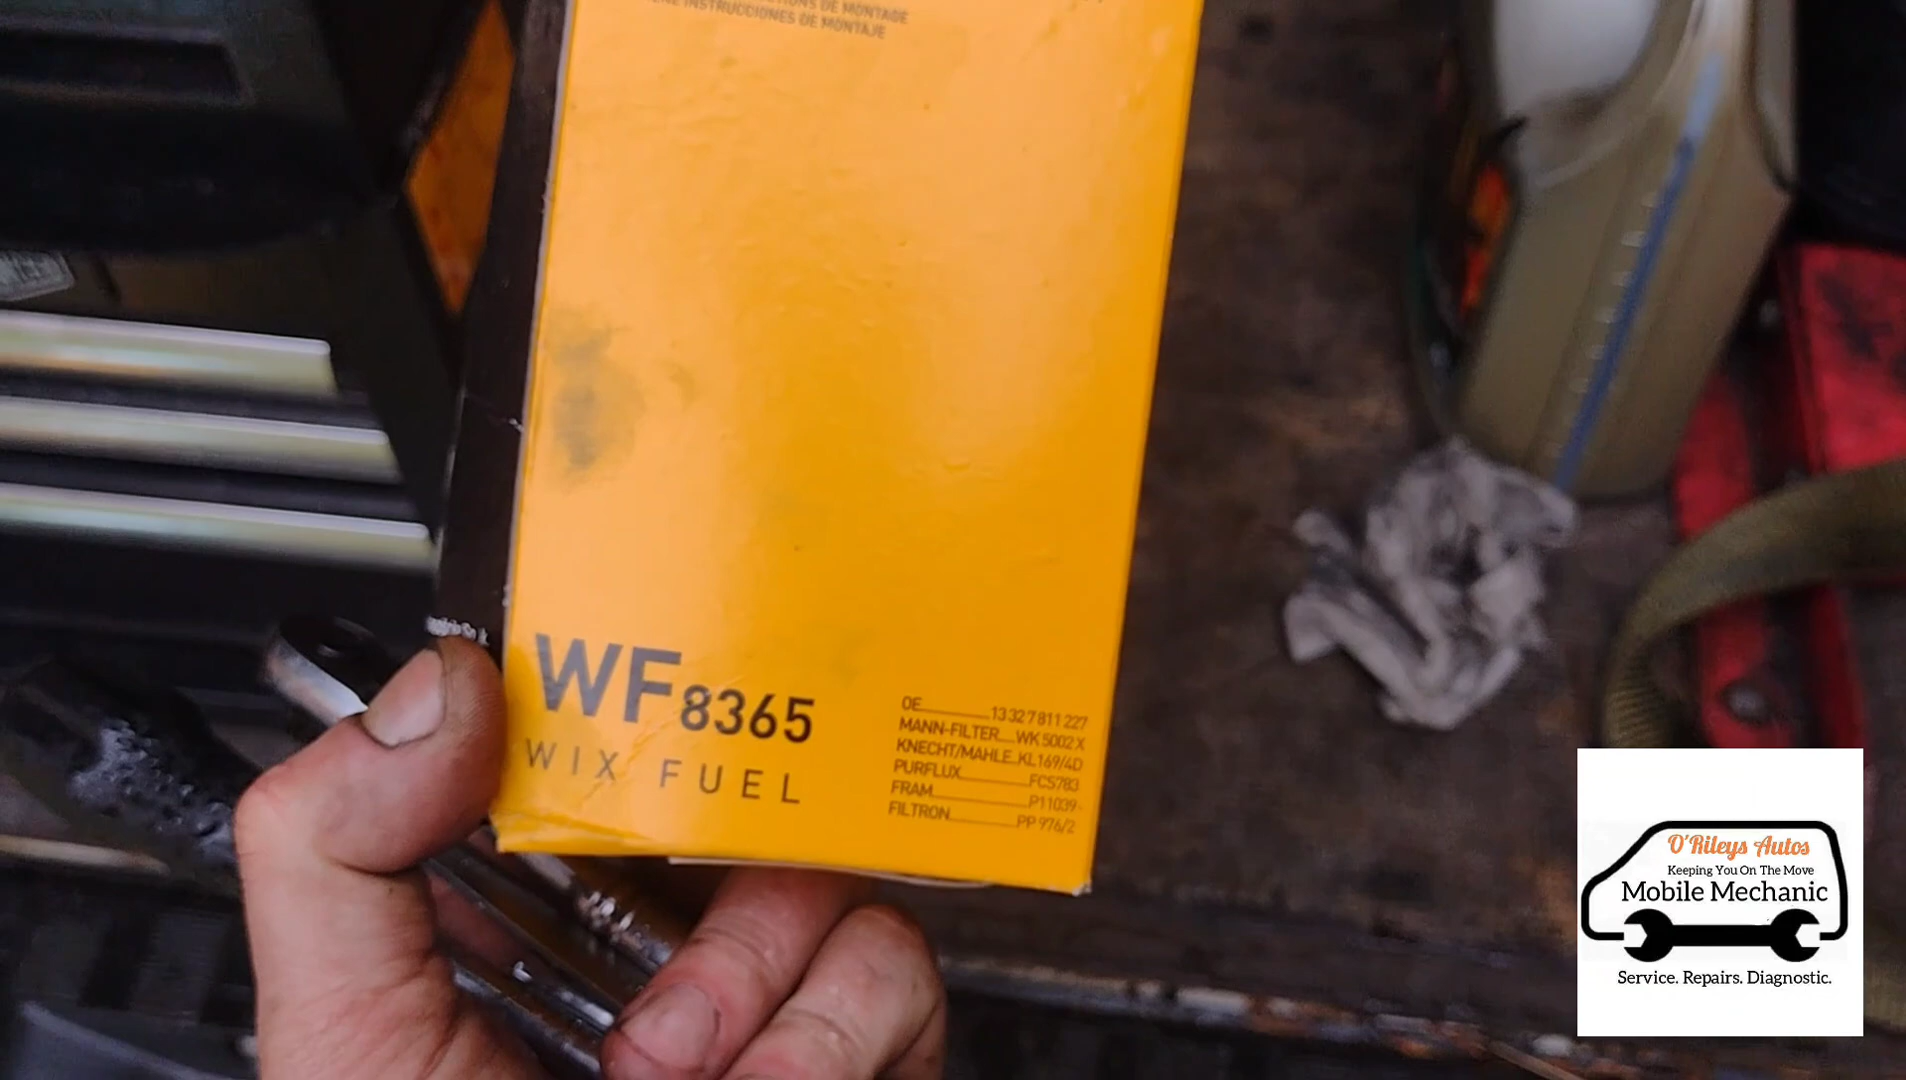 INSTRUCCIONES DE MONTAJE
WF8365
WIX FUEL
OE 13 32 7 811 227
MANN-FILTER WK 5002 X
KNECHT/MAHLE KL 169/4D
PURFLUX FCS783
FRAM P11039
FILTRON PP 976/2
O'Rileys Autos
Keeping You On The Move
Mobile Mechanic
Service. Repairs. Diagnostic.